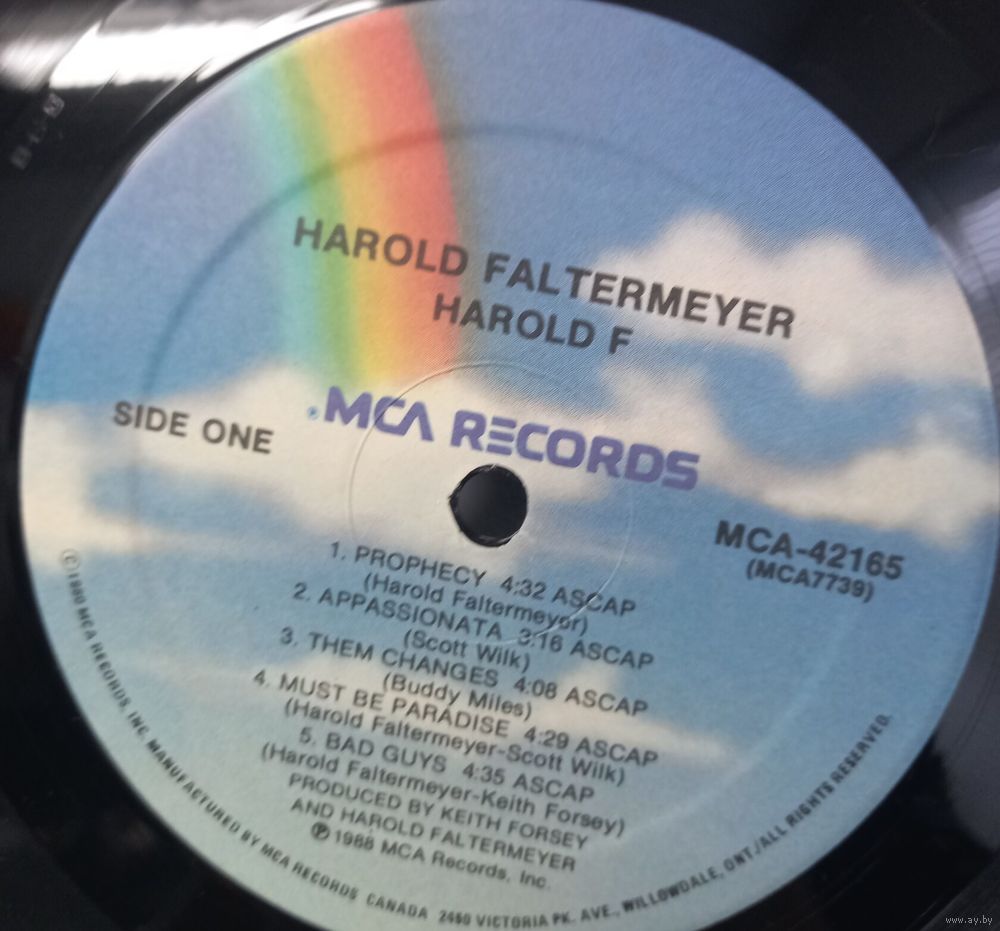 HAROLD FALTERMEYER
HAROLD F
SIDE ONE
®MCA RECORDS
MCA-42165
(MCA7739)
1. PROPHECY 4:32 ASCAP
(Harold Faltermeyer)
2. APPASSIONATA 3:16 ASCAP
(Scott Wilk)
3. THEM CHANGES 4:08 ASCAP
(Buddy Miles)
4. MUST BE PARADISE 4:29 ASCAP
(Harold Faltermeyer-Scott Wilk)
5. BAD GUYS 4:35 ASCAP
(Harold Faltermeyer-Keith Forsey)
PRODUCED BY KEITH FORSEY
AND HAROLD FALTERMEYER
℗ 1988 MCA Records, Inc.
©1980 MCA RECORDS, INC. MANUFACTURED BY MCA RECORDS CANADA 2450 VICTORIA PK. AVE., WILLOWDALE, ONT./ALL RIGHTS RESERVED.
www.ay.by